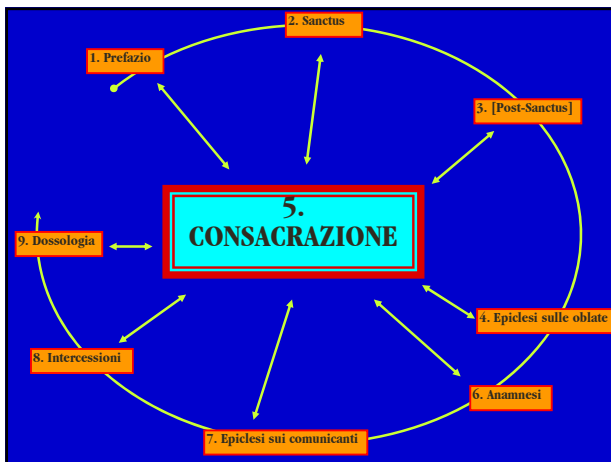 1. Prefazio
2. Sanctus
3. [Post-Sanctus]
4. Epiclesi sulle oblate
5.
CONSACRAZIONE
6. Anamnesi
7. Epiclesi sui comunicanti
8. Intercessioni
9. Dossologia